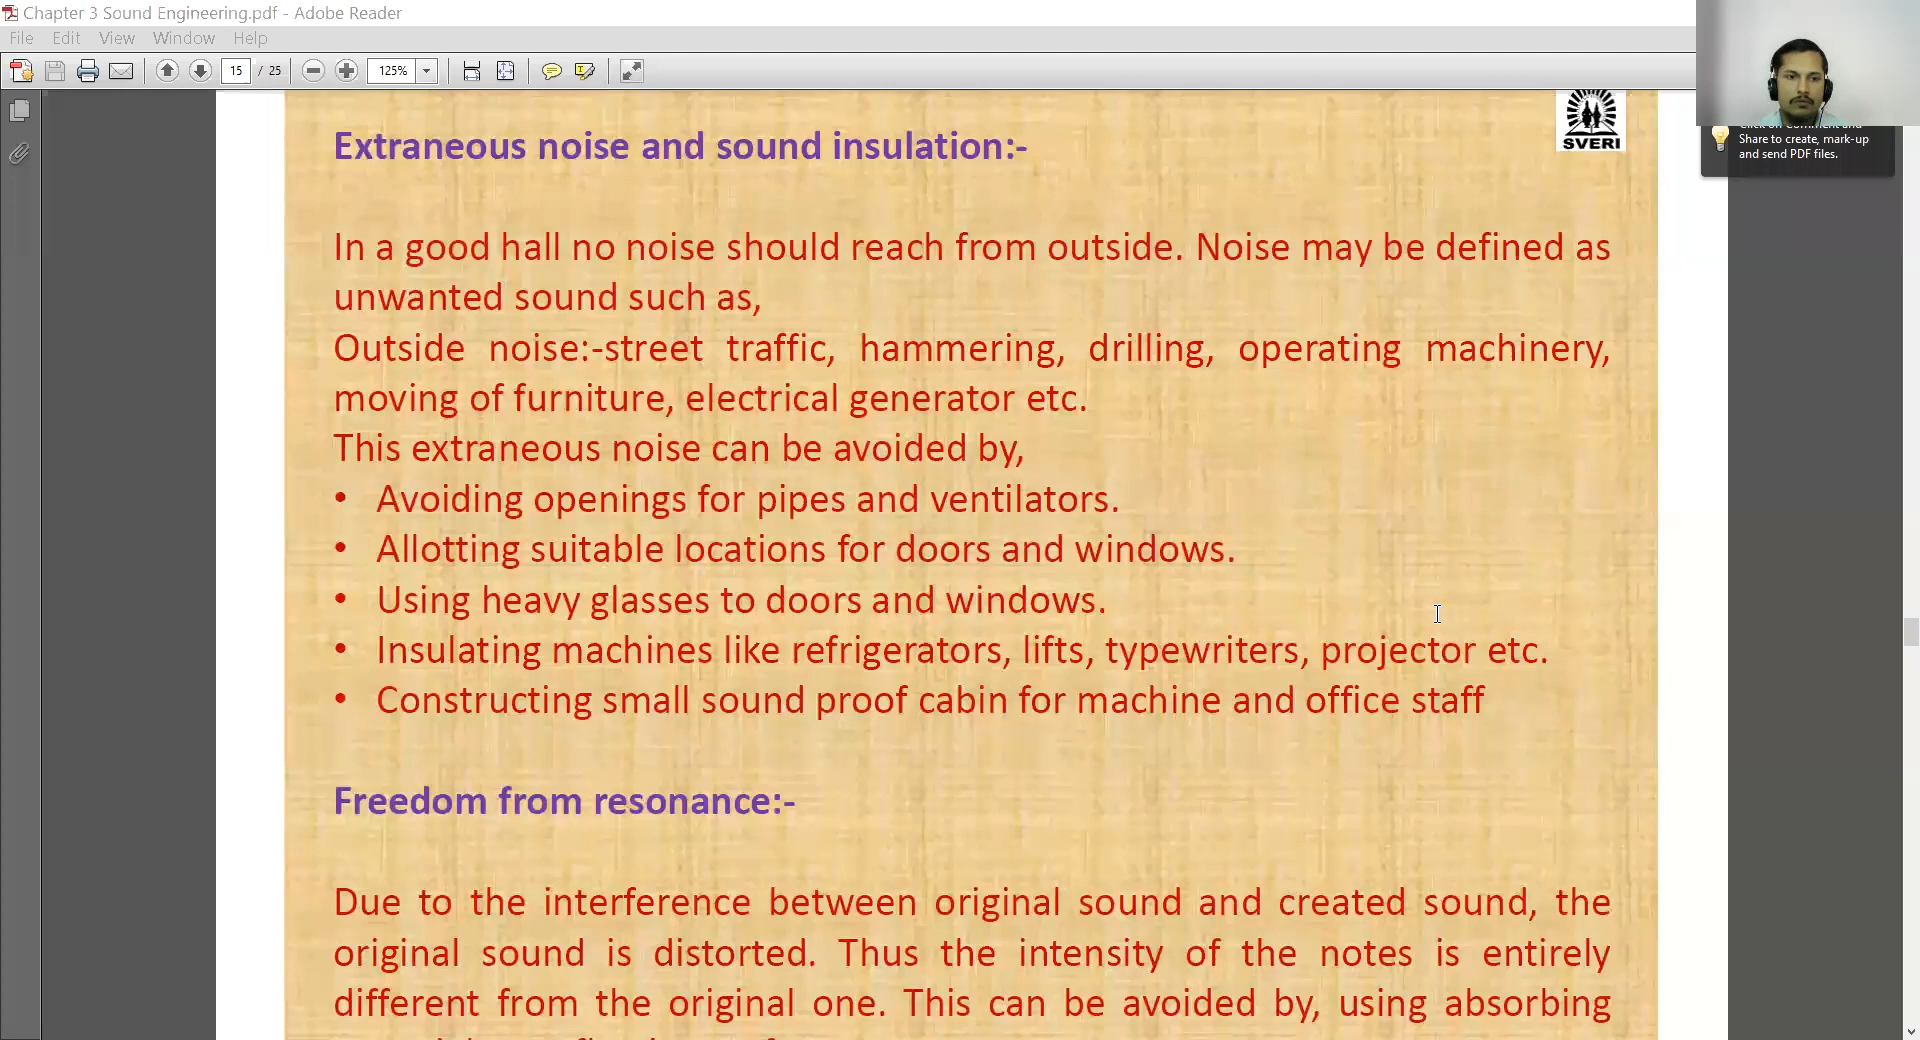 Chapter 3 Sound Engineering.pdf - Adobe Reader
File Edit View Window Help
15 / 25 125%
Share to create, mark-up
and send PDF files.
SVERI
Extraneous noise and sound insulation:-
In a good hall no noise should reach from outside. Noise may be defined as
unwanted sound such as,
Outside noise:-street traffic, hammering, drilling, operating machinery,
moving of furniture, electrical generator etc.
This extraneous noise can be avoided by,
• Avoiding openings for pipes and ventilators.
• Allotting suitable locations for doors and windows.
• Using heavy glasses to doors and windows.
• Insulating machines like refrigerators, lifts, typewriters, projector etc.
• Constructing small sound proof cabin for machine and office staff
Freedom from resonance:-
Due to the interference between original sound and created sound, the
original sound is distorted. Thus the intensity of the notes is entirely
different from the original one. This can be avoided by, using absorbing